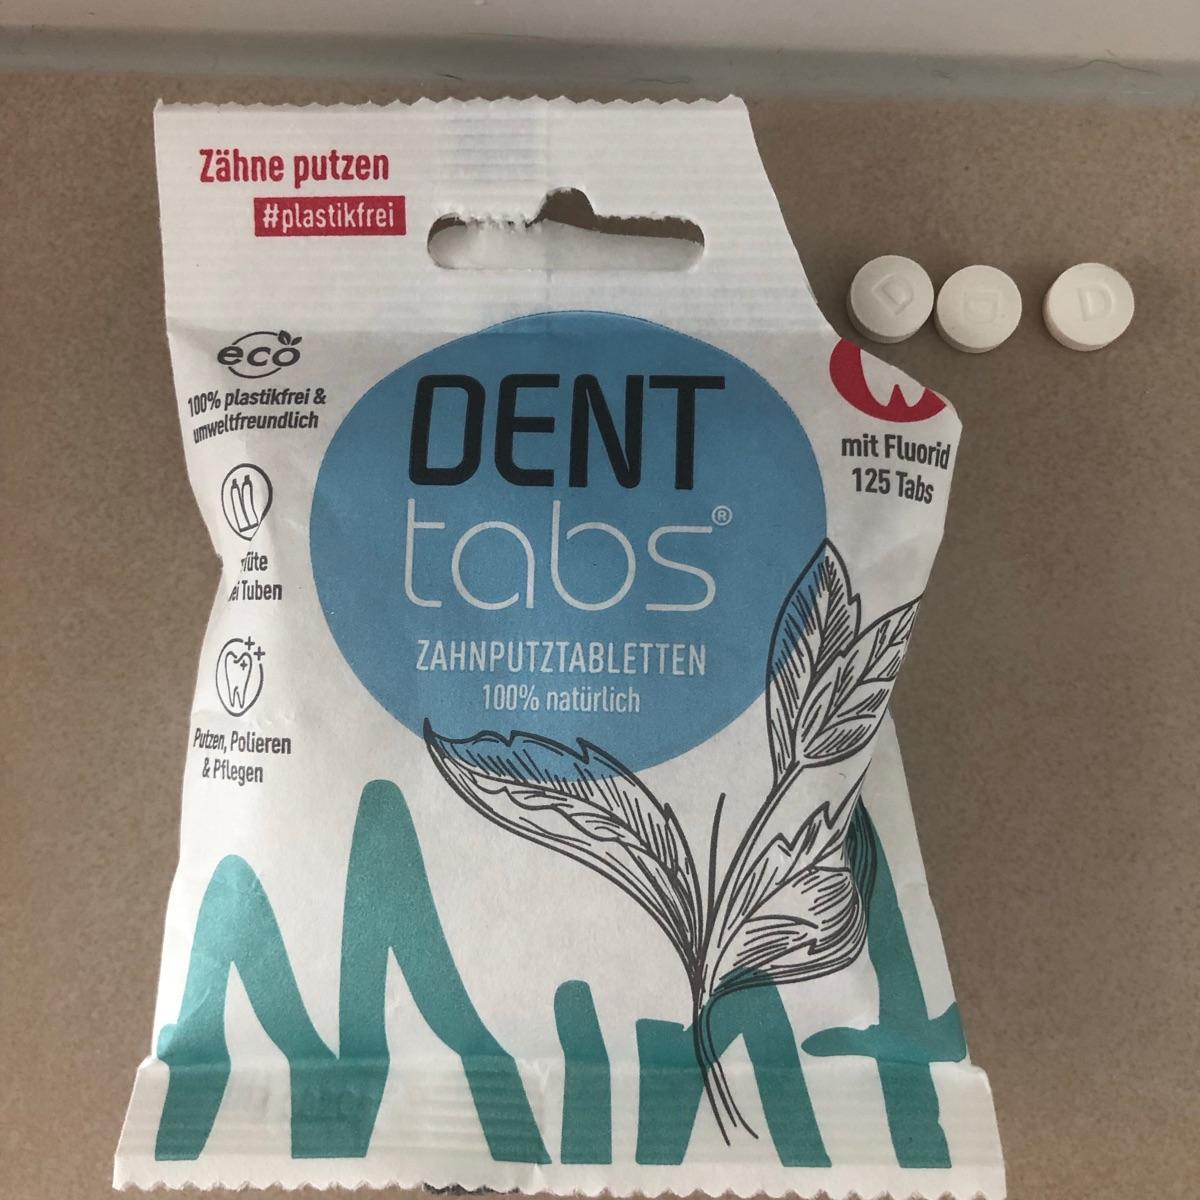 Zähne putzen
#plastikfrei
eco
100% plastikfrei &
umweltfreundlich
Tuben
Putzen, Polieren
& Pflegen
DENT
tabs®
ZAHNPUTZTABLETTEN
100% natürlich
mit Fluorid
125 Tabs
Mint
D
D
D